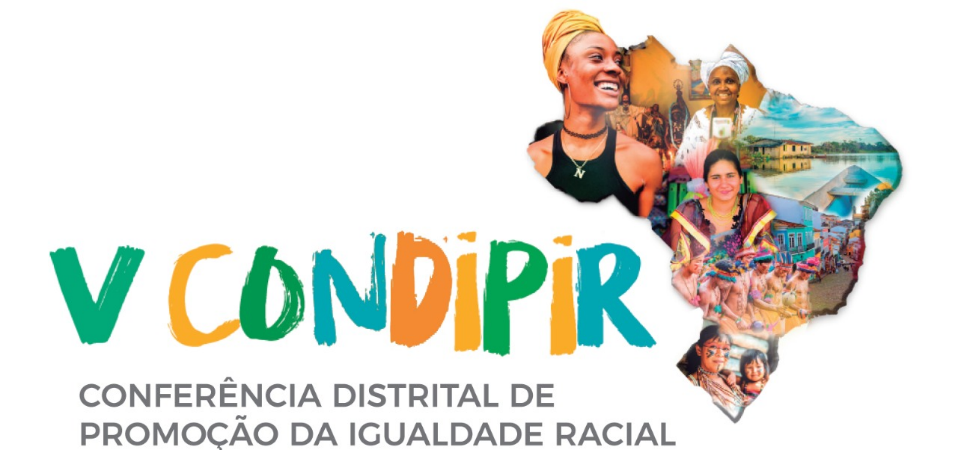 V CONDiPiR
CONFERÊNCIA DISTRITAL DE
PROMOÇÃO DA IGUALDADE RACIAL
N